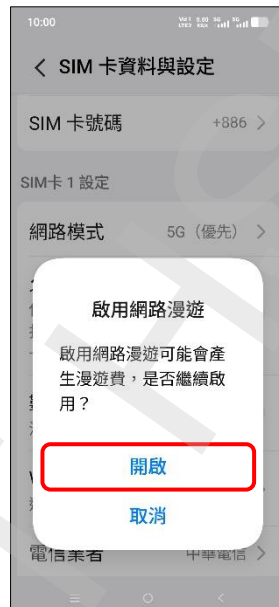 10:00
SIM 卡資料與設定
SIM 卡號碼 +886
SIM卡 1 設定
網路模式 5G（優先）
啟用網路漫遊
啟用網路漫遊可能會產
生漫遊費，是否繼續啟
用？
開啟
取消
電信業者 中華電信